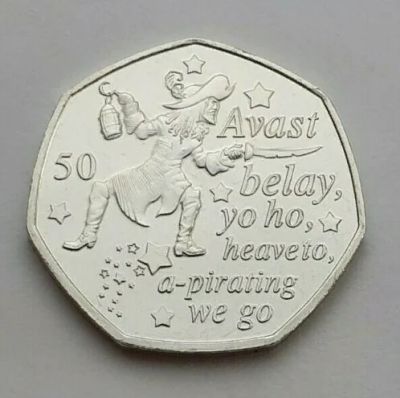 50
Avast
belay,
yo ho,
heave to,
a-pirating
we go